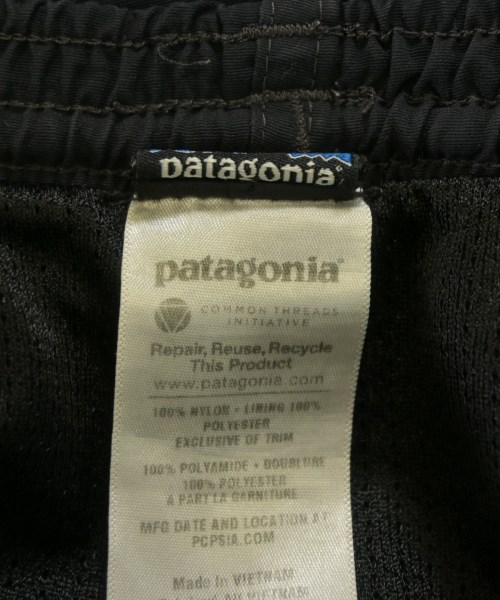 patagonia®
patagonia®
COMMON THREADS
INITIATIVE
Repair, Reuse, Recycle
This Product
www.patagonia.com
100% NYLON • LINING 100%
POLYESTER
EXCLUSIVE OF TRIM
100% POLYAMIDE • DOUBLURE
100% POLYESTER
A PART LA GARNITURE
MFG DATE AND LOCATION AT
PCPSIA.COM
Made in VIETNAM
AU VIETNAM